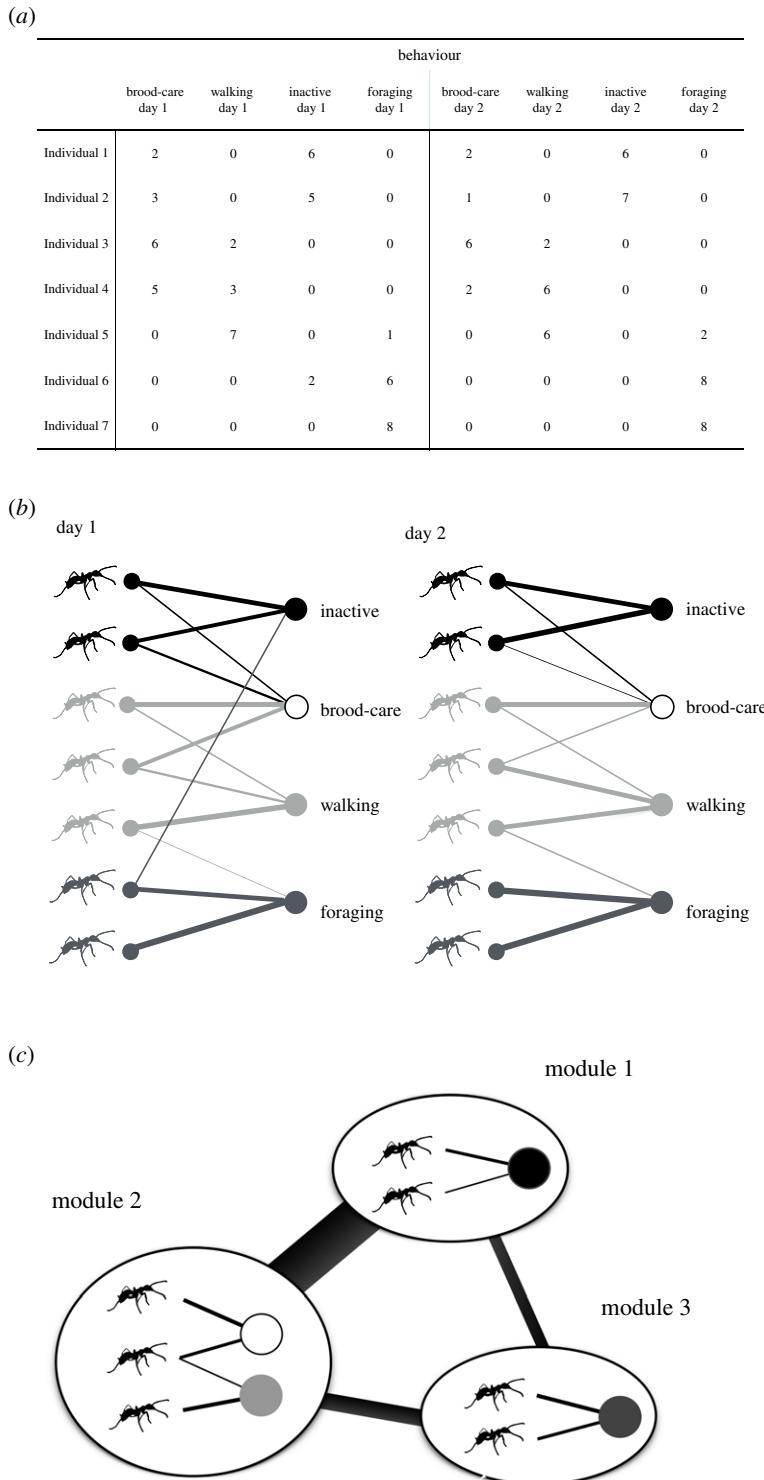 (a)
behaviour
brood-care walking inactive foraging brood-care walking inactive foraging
day 1 day 1 day 1 day 1 day 2 day 2 day 2 day 2
Individual 1 2 0 6 0 2 0 6 0
Individual 2 3 0 5 0 1 0 7 0
Individual 3 6 2 0 0 6 2 0 0
Individual 4 5 3 0 0 2 6 0 0
Individual 5 0 7 0 1 0 6 0 2
Individual 6 0 0 2 6 0 0 0 8
Individual 7 0 0 0 8 0 0 0 8
(b)
day 1
day 2
inactive
brood-care
walking
foraging
inactive
brood-care
walking
foraging
(c)
module 1
module 2
module 3